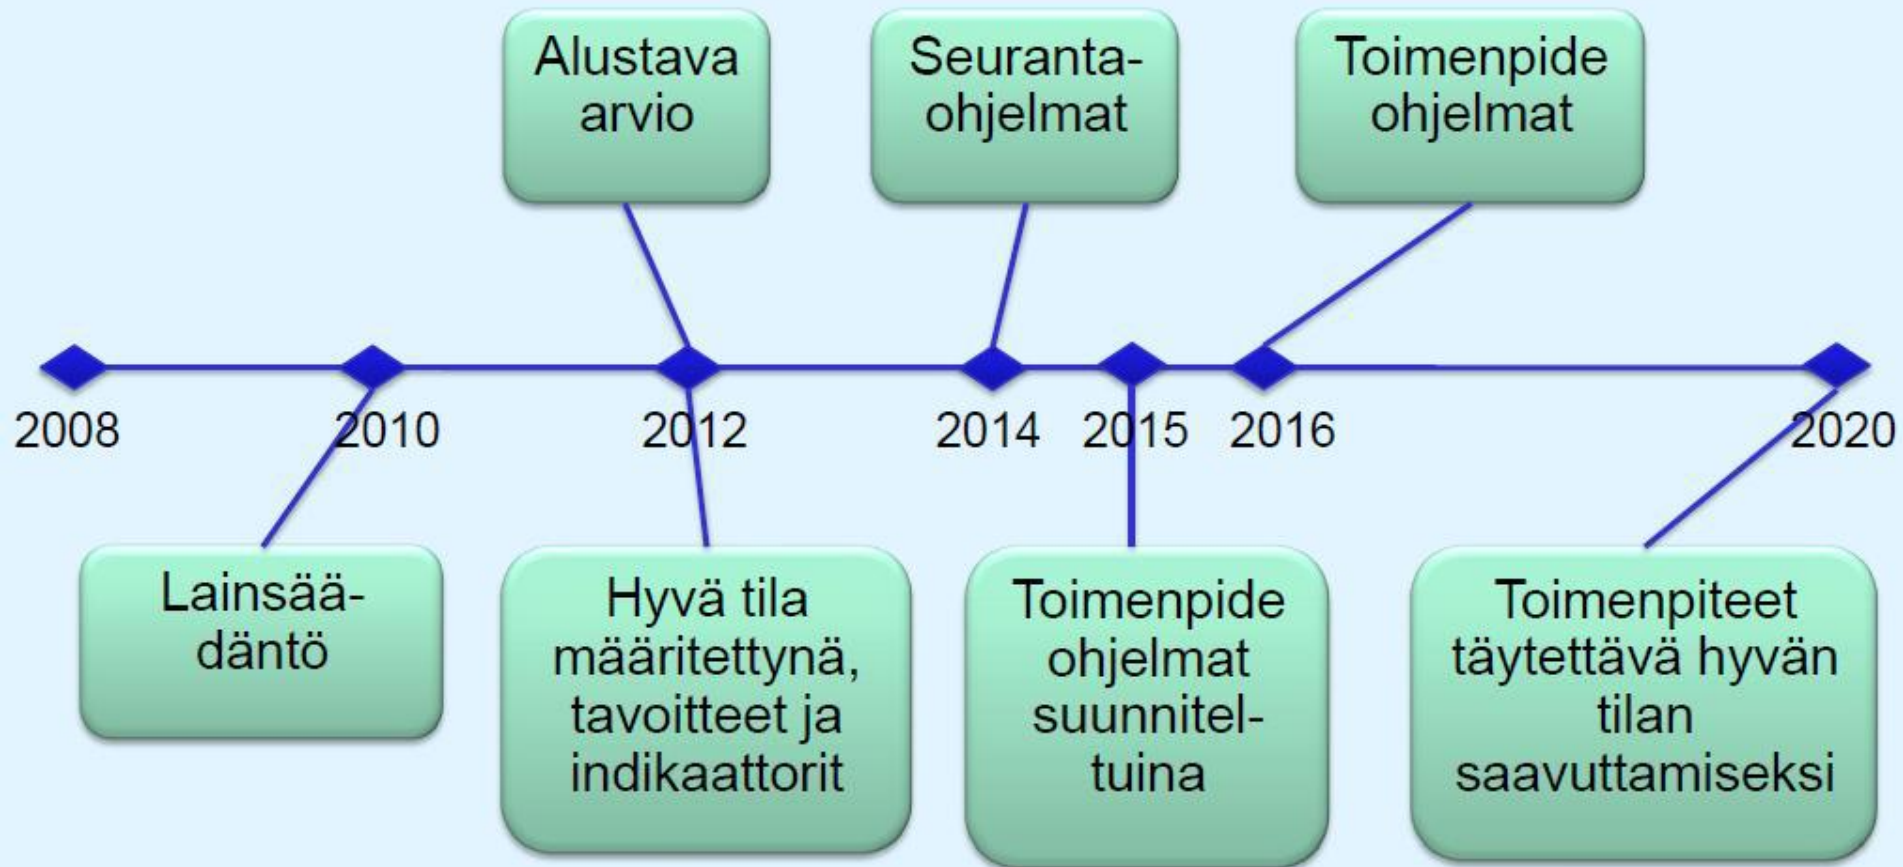 Alustava
arvio
Seuranta-
ohjelmat
Toimenpide
ohjelmat
2008
2010
2012
2014
2015
2016
2020
Lainsää-
däntö
Hyvä tila
määritettynä,
tavoitteet ja
indikaattorit
Toimenpide
ohjelmat
suunnitel-
tuina
Toimenpiteet
täytettävä hyvän
tilan
saavuttamiseksi